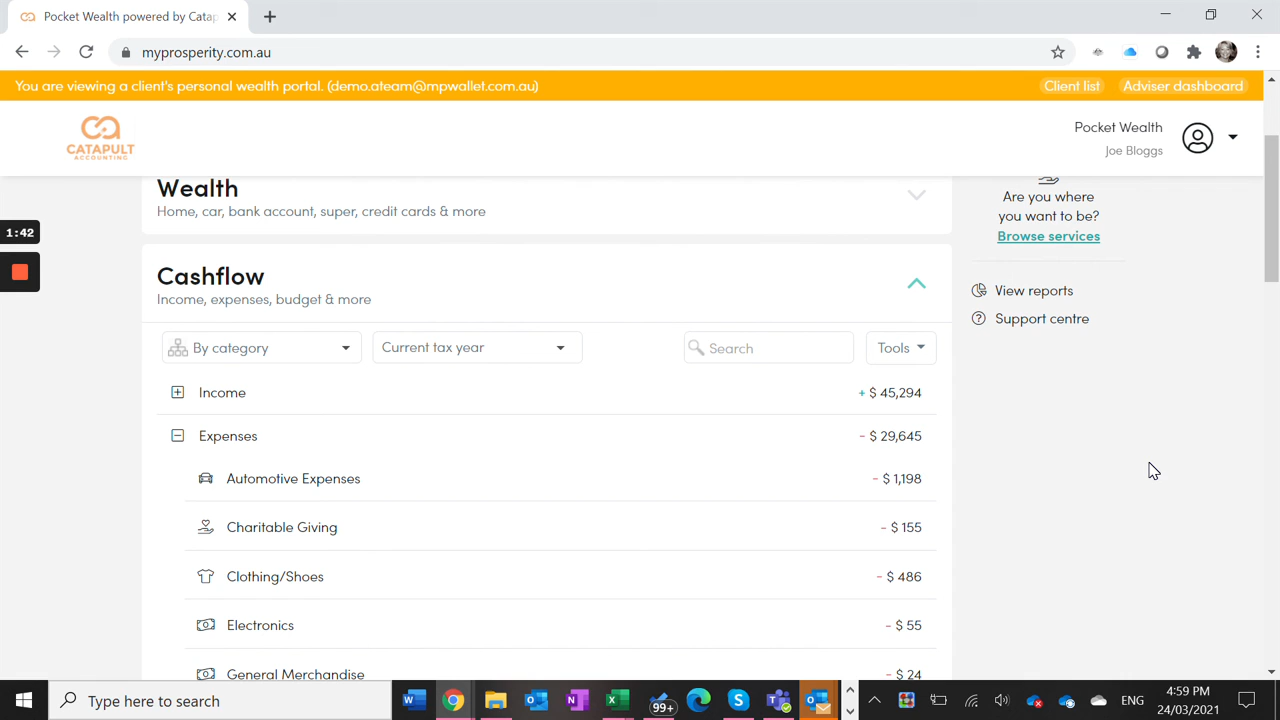 Pocket Wealth powered by Catap
myprosperity.com.au
You are viewing a client's personal wealth portal. (demo.ateam@mpwallet.com.au)
Client list
Adviser dashboard
CATAPULT
ACCOUNTING
Pocket Wealth
Joe Bloggs
Wealth
Home, car, bank account, super, credit cards & more
Are you where
you want to be?
Browse services
1:42
Cashflow
Income, expenses, budget & more
View reports
Support centre
By category
Current tax year
Search
Tools
Income
+ $ 45,294
Expenses
- $ 29,645
Automotive Expenses
- $ 1,198
Charitable Giving
- $ 155
Clothing/Shoes
- $ 486
Electronics
- $ 55
General Merchandise
- $ 24
Type here to search
99+
ENG
4:59 PM
24/03/2021